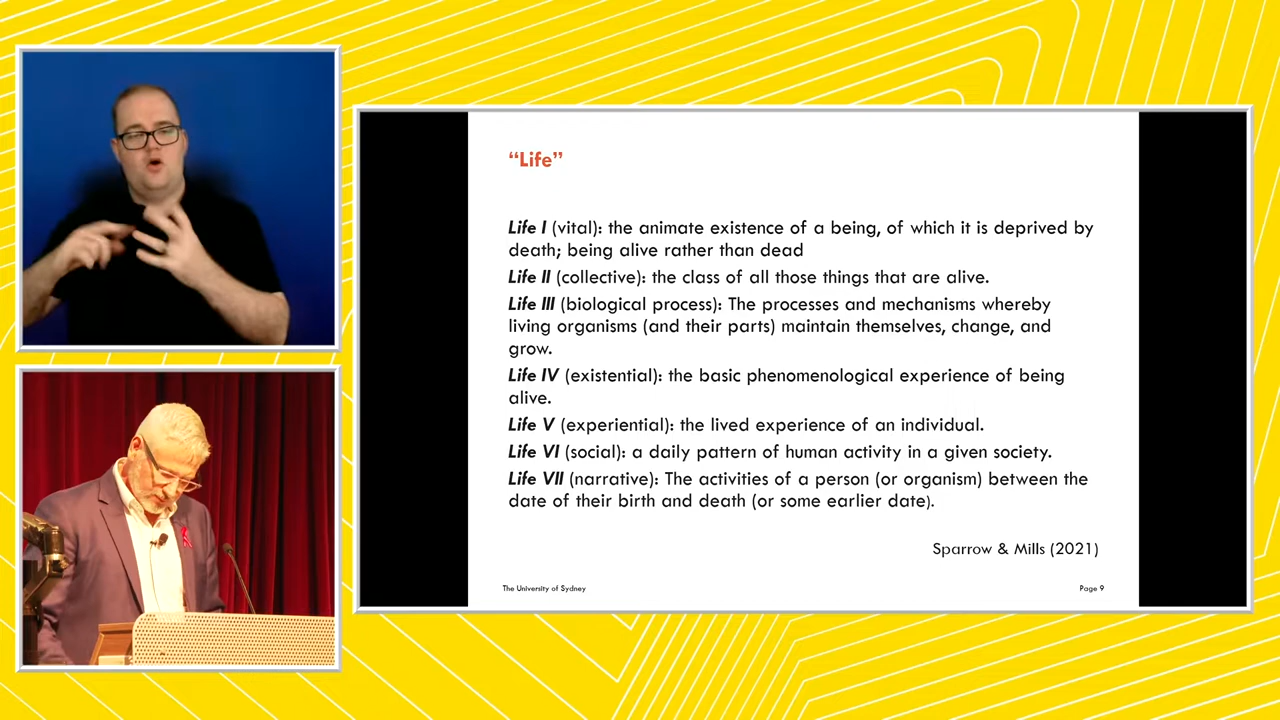 “Life”
Life I (vital): the animate existence of a being, of which it is deprived by
death; being alive rather than dead
Life II (collective): the class of all those things that are alive.
Life III (biological process): The processes and mechanisms whereby
living organisms (and their parts) maintain themselves, change, and
grow.
Life IV (existential): the basic phenomenological experience of being
alive.
Life V (experiential): the lived experience of an individual.
Life VI (social): a daily pattern of human activity in a given society.
Life VII (narrative): The activities of a person (or organism) between the
date of their birth and death (or some earlier date).
Sparrow & Mills (2021)
The University of Sydney
Page 9